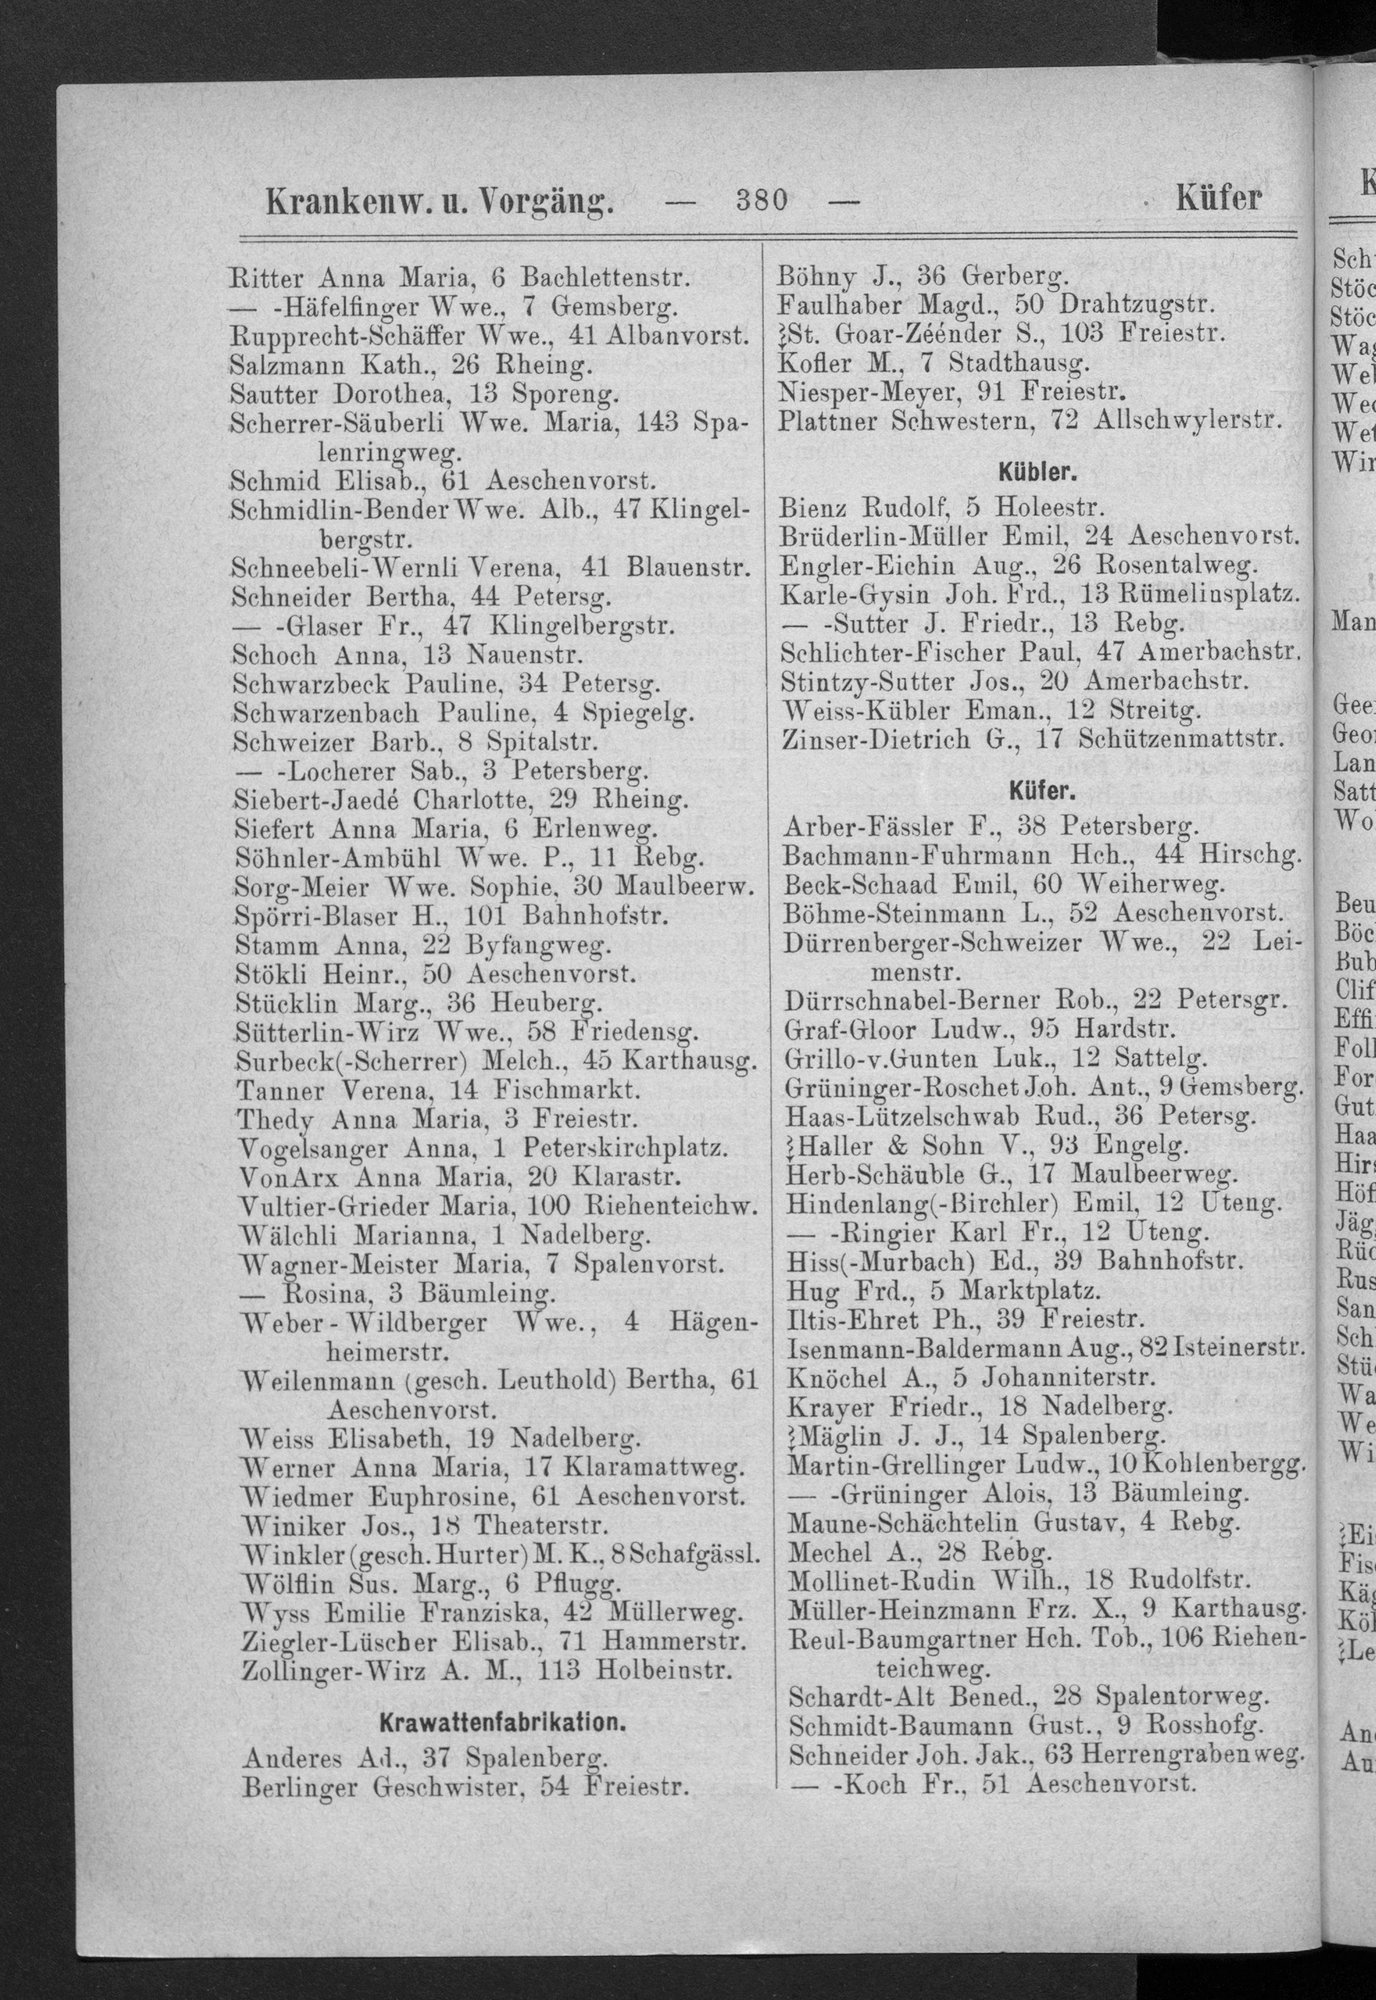 Krankenw. u. Vorgäng. — 380 — Küfer
Ritter Anna Maria, 6 Bachlettenstr.
— -Häfelfinger Wwe., 7 Gemsberg.
Rupprecht-Schäffer Wwe., 41 Albanvorst.
Salzmann Kath., 26 Rheing.
Sautter Dorothea, 13 Sporeng.
Scherrer-Säuberli Wwe. Maria, 143 Spa-
lenringweg.
Schmid Elisab., 61 Aeschenvorst.
Schmidlin-Bender Wwe. Alb., 47 Klingel-
bergstr.
Schneebeli-Wernli Verena, 41 Blauenstr.
Schneider Bertha, 44 Petersg.
— -Glaser Fr., 47 Klingelbergstr.
Schoch Anna, 13 Nauenstr.
Schwarzbeck Pauline, 34 Petersg.
Schwarzenbach Pauline, 4 Spiegelg.
Schweizer Barb., 8 Spitalstr.
— -Locherer Sab., 3 Petersberg.
Siebert-Jaedé Charlotte, 29 Rheing.
Siefert Anna Maria, 6 Erlenweg.
Söhnler-Ambühl Wwe. P., 11 Rebg.
Sorg-Meier Wwe. Sophie, 30 Maulbeerw.
Spörri-Blaser H., 101 Bahnhofstr.
Stamm Anna, 22 Byfangweg.
Stökli Heinr., 50 Aeschenvorst.
Stücklin Marg., 36 Heuberg.
Sütterlin-Wirz Wwe., 58 Friedensg.
Surbeck(-Scherrer) Melch., 45 Karthausg.
Tanner Verena, 14 Fischmarkt.
Thedy Anna Maria, 3 Freiestr.
Vogelsanger Anna, 1 Peterskirchplatz.
VonArx Anna Maria, 20 Klarastr.
Vultier-Grieder Maria, 100 Riehenteichw.
Wälchli Marianna, 1 Nadelberg.
Wagner-Meister Maria, 7 Spalenvorst.
— Rosina, 3 Bäumleing.
Weber-Wildberger Wwe., 4 Hägen-
heimerstr.
Weilenmann (gesch. Leuthold) Bertha, 61
Aeschenvorst.
Weiss Elisabeth, 19 Nadelberg.
Werner Anna Maria, 17 Klaramattweg.
Wiedmer Euphrosine, 61 Aeschenvorst.
Winiker Jos., 18 Theaterstr.
Winkler (gesch. Hurter) M. K., 8 Schafgässl.
Wölflin Sus. Marg., 6 Pflugg.
Wyss Emilie Franziska, 42 Müllerweg.
Ziegler-Lüscher Elisab., 71 Hammerstr.
Zollinger-Wirz A. M., 113 Holbeinstr.
Krawattenfabrikation.
Anderes Ad., 37 Spalenberg.
Berlinger Geschwister, 54 Freiestr.
Böhny J., 36 Gerberg.
Faulhaber Magd., 50 Drahtzugstr.
St. Goar-Zéénder S., 103 Freiestr.
Kofler M., 7 Stadthausg.
Niesper-Meyer, 91 Freiestr.
Plattner Schwestern, 72 Allschwylerstr.
Kübler.
Bienz Rudolf, 5 Holeestr.
Brüderlin-Müller Emil, 24 Aeschenvorst.
Engler-Eichin Aug., 26 Rosentalweg.
Karle-Gysin Joh. Frd., 13 Rümelinsplatz.
— -Sutter J. Friedr., 13 Rebg.
Schlichter-Fischer Paul, 47 Amerbachstr.
Stintzy-Sutter Jos., 20 Amerbachstr.
Weiss-Kübler Eman., 12 Streitg.
Zinser-Dietrich G., 17 Schützenmattstr.
Küfer.
Arber-Fässler F., 38 Petersberg.
Bachmann-Fuhrmann Hch., 44 Hirschg.
Beck-Schaad Emil, 60 Weiherweg.
Böhme-Steinmann L., 52 Aeschenvorst.
Dürrenberger-Schweizer Wwe., 22 Lei-
menstr.
Dürrschnabel-Berner Rob., 22 Petersgr.
Graf-Gloor Ludw., 95 Hardstr.
Grillo-v.Gunten Luk., 12 Sattelg.
Grüninger-Roschet Joh. Ant., 9 Gemsberg.
Haas-Lützelschwab Rud., 36 Petersg.
Haller & Sohn V., 93 Engelg.
Herb-Schäuble G., 17 Maulbeerweg.
Hindenlang(-Birchler) Emil, 12 Uteng.
— -Ringier Karl Fr., 12 Uteng.
Hiss(-Murbach) Ed., 39 Bahnhofstr.
Hug Frd., 5 Marktplatz.
Iltis-Ehret Ph., 39 Freiestr.
Isenmann-Baldermann Aug., 82 Isteinerstr.
Knöchel A., 5 Johanniterstr.
Krayer Friedr., 18 Nadelberg.
Mäglin J. J., 14 Spalenberg.
Martin-Grellinger Ludw., 10 Kohlenbergg.
— -Grüninger Alois, 13 Bäumleing.
Maune-Schächtelin Gustav, 4 Rebg.
Mechel A., 28 Rebg.
Mollinet-Rudin Wilh., 18 Rudolfstr.
Müller-Heinzmann Frz. X., 9 Karthausg.
Reul-Baumgartner Hch. Tob., 106 Riehen-
teichweg.
Schardt-Alt Bened., 28 Spalentorweg.
Schmidt-Baumann Gust., 9 Rosshofg.
Schneider Joh. Jak., 63 Herrengrabenweg.
— -Koch Fr., 51 Aeschenvorst.